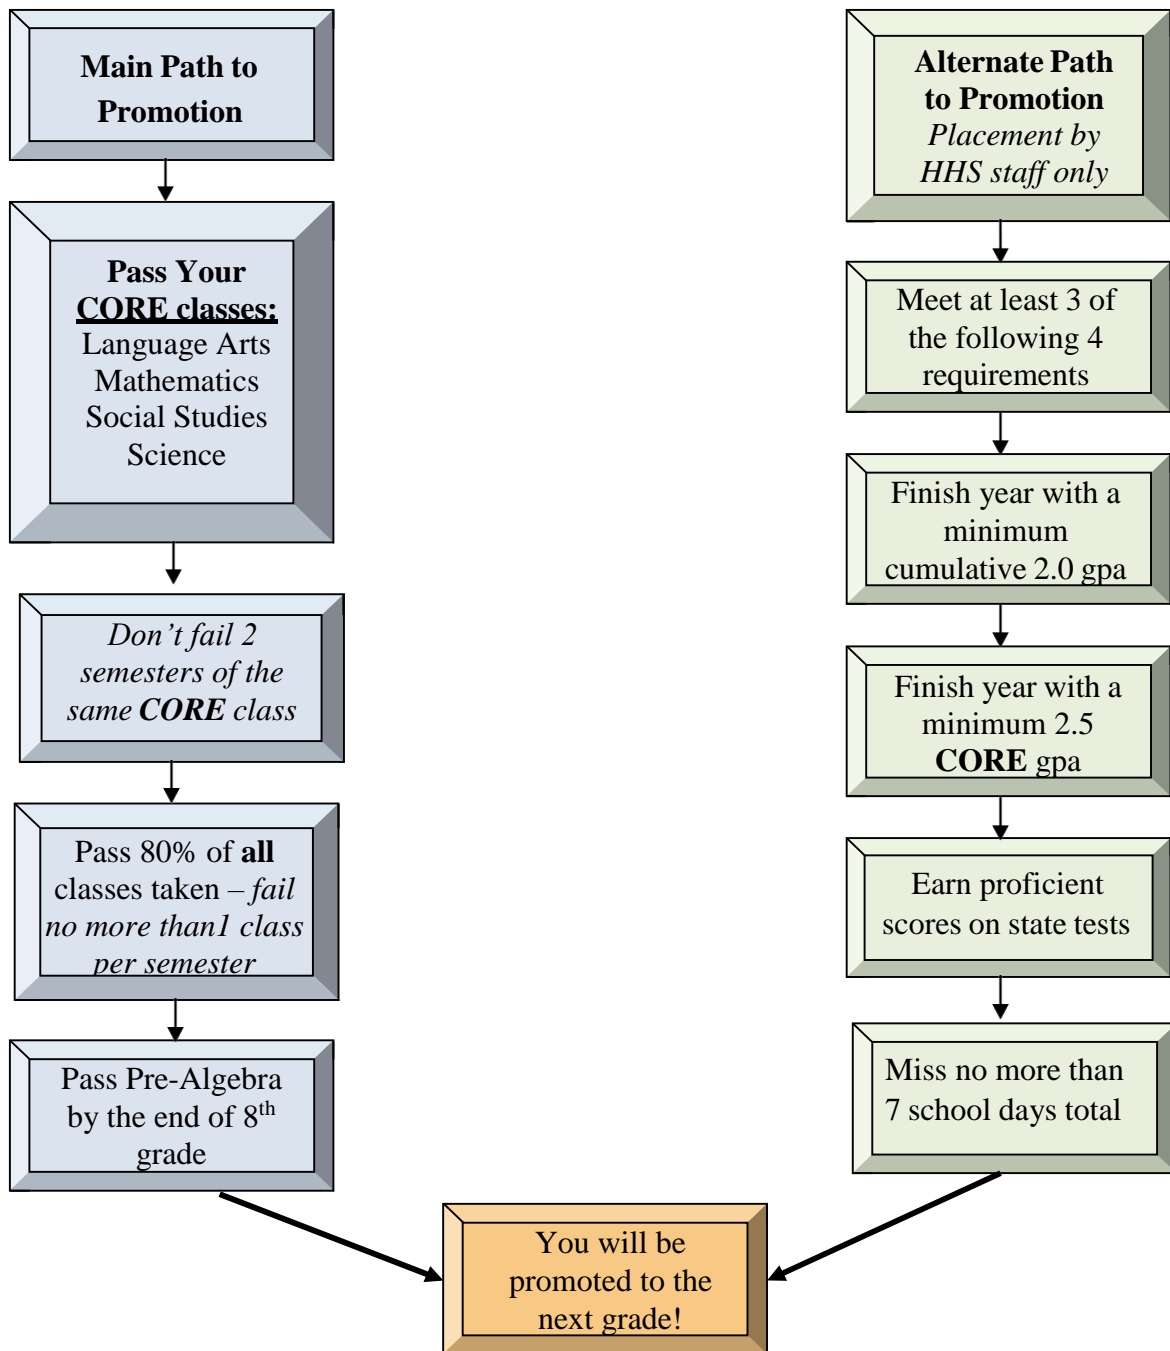 Main Path to
Promotion
Pass Your
CORE classes:
Language Arts
Mathematics
Social Studies
Science
Don’t fail 2
semesters of the
same CORE class
Pass 80% of all
classes taken – fail
no more than1 class
per semester
Pass Pre-Algebra
by the end of 8th
grade
Alternate Path
to Promotion
Placement by
HHS staff only
Meet at least 3 of
the following 4
requirements
Finish year with a
minimum
cumulative 2.0 gpa
Finish year with a
minimum 2.5
CORE gpa
Earn proficient
scores on state tests
Miss no more than
7 school days total
You will be
promoted to the
next grade!